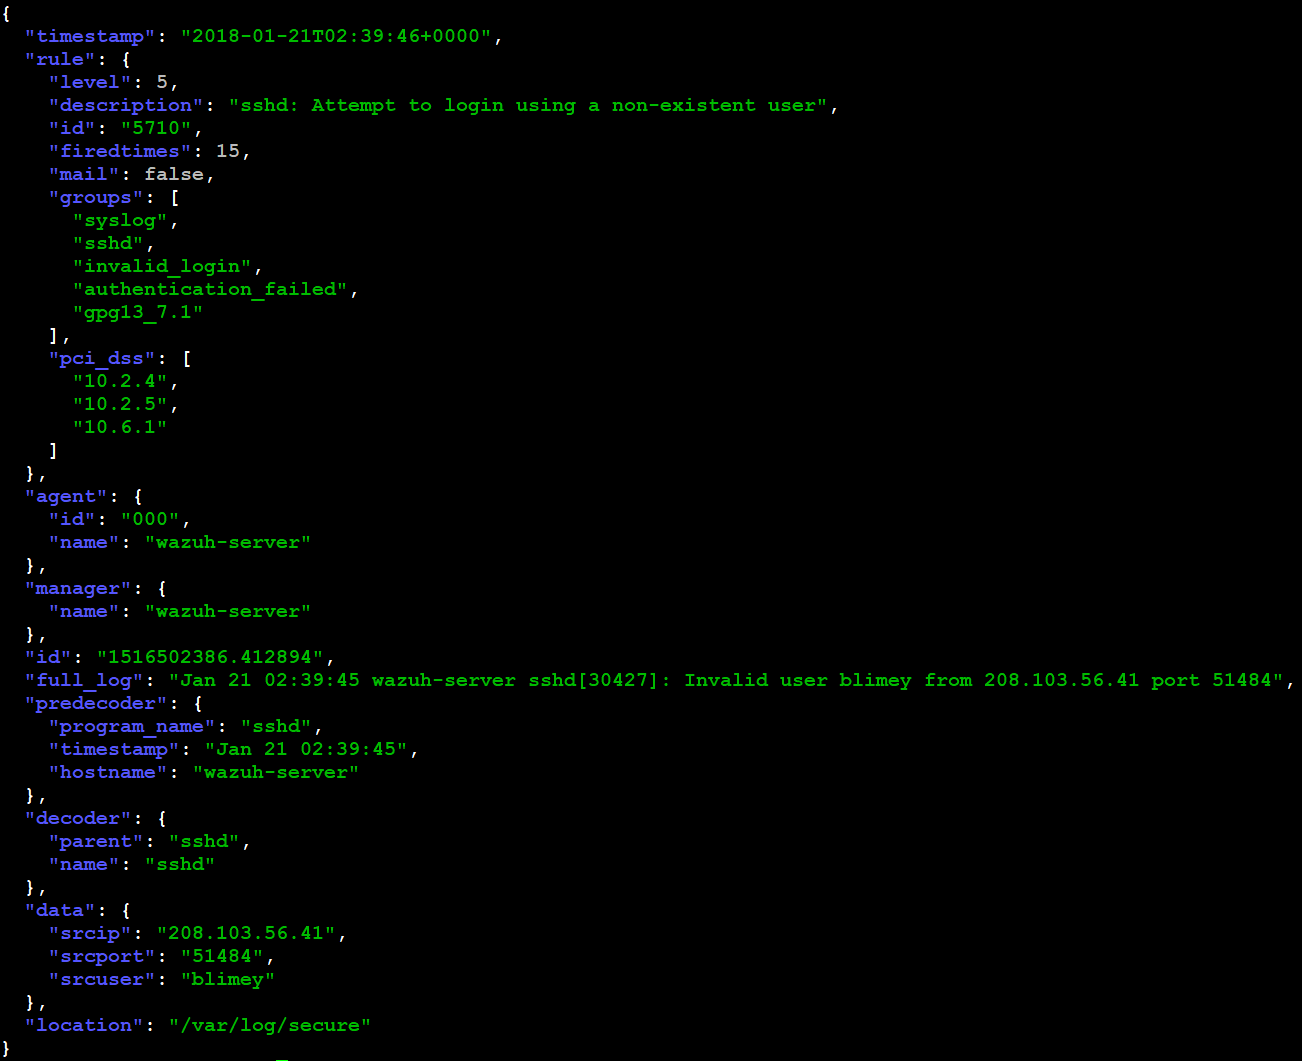 {
  "timestamp": "2018-01-21T02:39:46+0000",
  "rule": {
    "level": 5,
    "description": "sshd: Attempt to login using a non-existent user",
    "id": "5710",
    "firedtimes": 15,
    "mail": false,
    "groups": [
      "syslog",
      "sshd",
      "invalid_login",
      "authentication_failed",
      "gpg13_7.1"
    ],
    "pci_dss": [
      "10.2.4",
      "10.2.5",
      "10.6.1"
    ]
  },
  "agent": {
    "id": "000",
    "name": "wazuh-server"
  },
  "manager": {
    "name": "wazuh-server"
  },
  "id": "1516502386.412894",
  "full_log": "Jan 21 02:39:45 wazuh-server sshd[30427]: Invalid user blimey from 208.103.56.41 port 51484",
  "predecoder": {
    "program_name": "sshd",
    "timestamp": "Jan 21 02:39:45",
    "hostname": "wazuh-server"
  },
  "decoder": {
    "parent": "sshd",
    "name": "sshd"
  },
  "data": {
    "srcip": "208.103.56.41",
    "srcport": "51484",
    "srcuser": "blimey"
  },
  "location": "/var/log/secure"
}